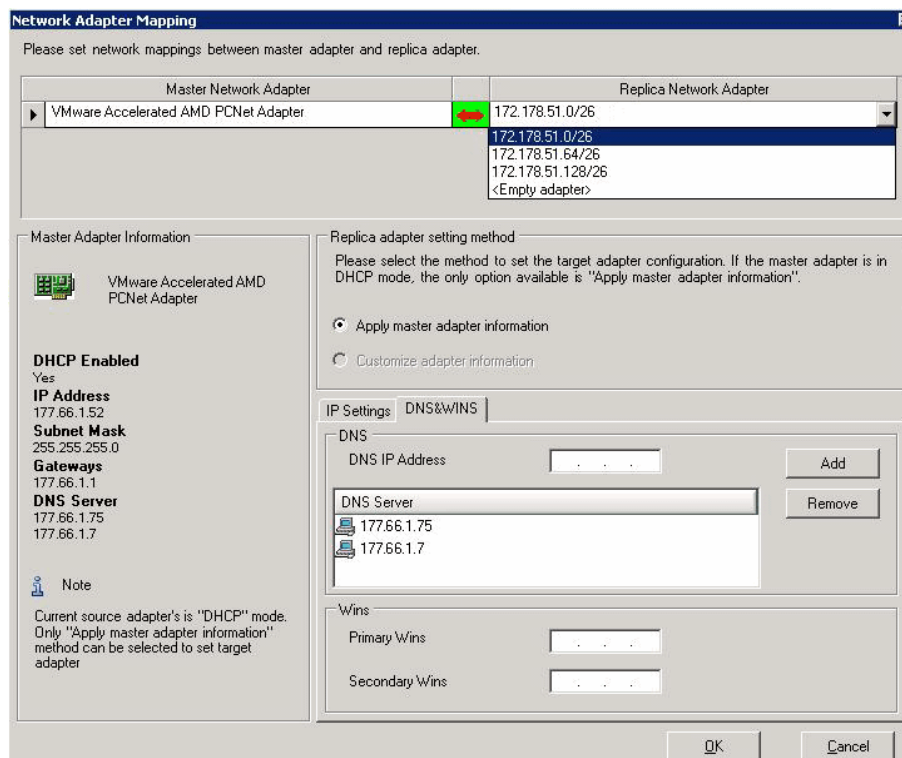 Network Adapter Mapping
Please set network mappings between master adapter and replica adapter.
Master Network Adapter
Replica Network Adapter
VMware Accelerated AMD PCNet Adapter
172.178.51.0/26
172.178.51.0/26
172.178.51.64/26
172.178.51.128/26
<Empty adapter>
Master Adapter Information
VMware Accelerated AMD
PCNet Adapter
DHCP Enabled
Yes
IP Address
177.66.1.52
Subnet Mask
255.255.255.0
Gateways
177.66.1.1
DNS Server
177.66.1.75
177.66.1.7
Note
Current source adapter's is "DHCP" mode.
Only "Apply master adapter information"
method can be selected to set target
adapter
Replica adapter setting method
Please select the method to set the target adapter configuration. If the master adapter is in
DHCP mode, the only option available is "Apply master adapter information".
Apply master adapter information
Customize adapter information
IP Settings
DNS&WINS
DNS
DNS IP Address
Add
DNS Server
Remove
177.66.1.75
177.66.1.7
Wins
Primary Wins
Secondary Wins
OK
Cancel